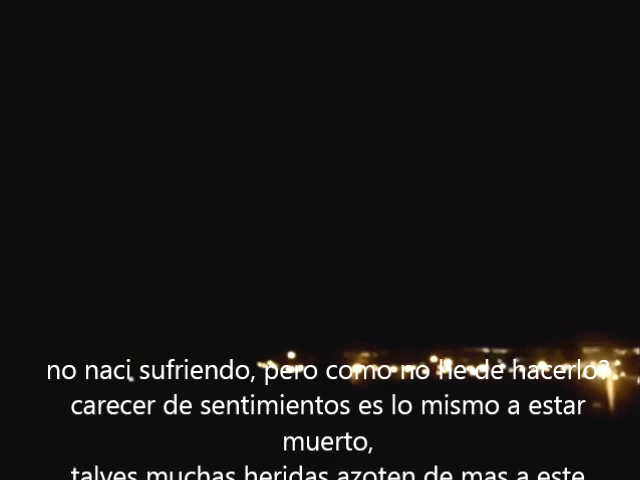 no naci sufriendo, pero como no he de hacerlo?
carecer de sentimientos es lo mismo a estar
muerto,
talves muchas heridas azoten de mas a este